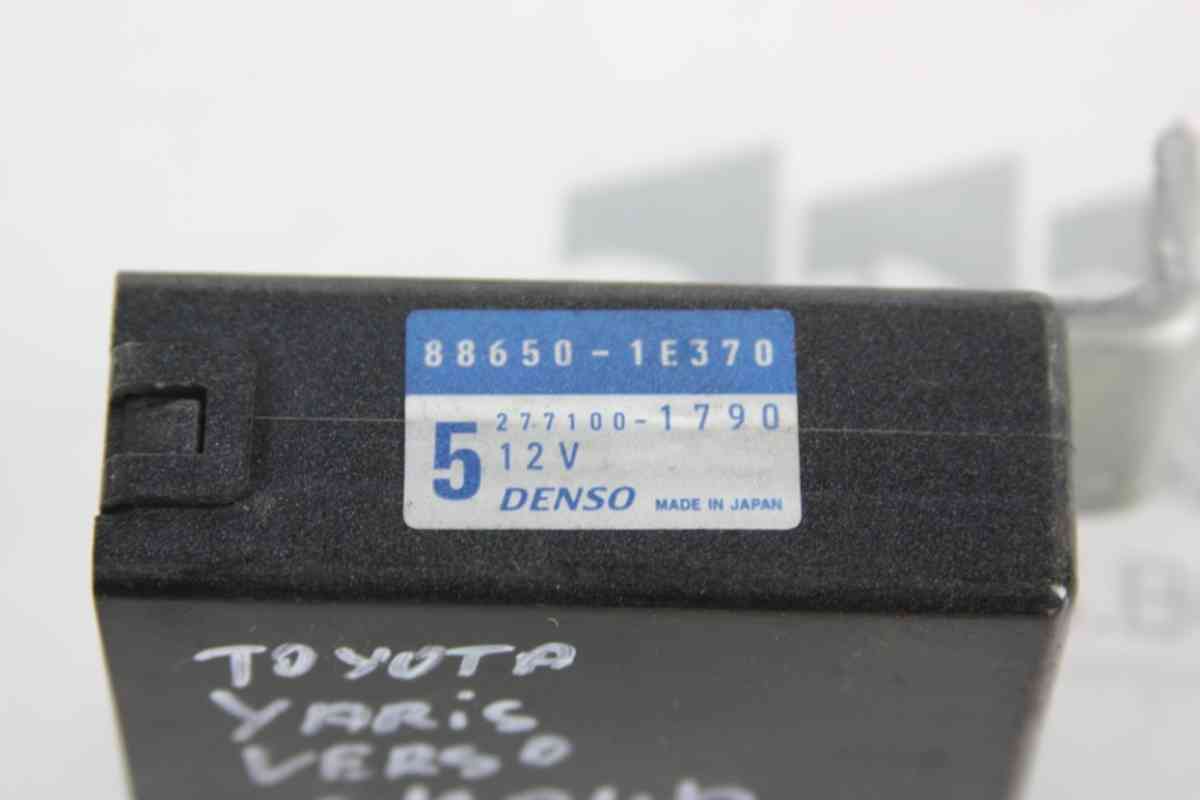 88650-1E370
5 277100-1790
12V
DENSO MADE IN JAPAN
TOYOTA
YARiS
VERSO